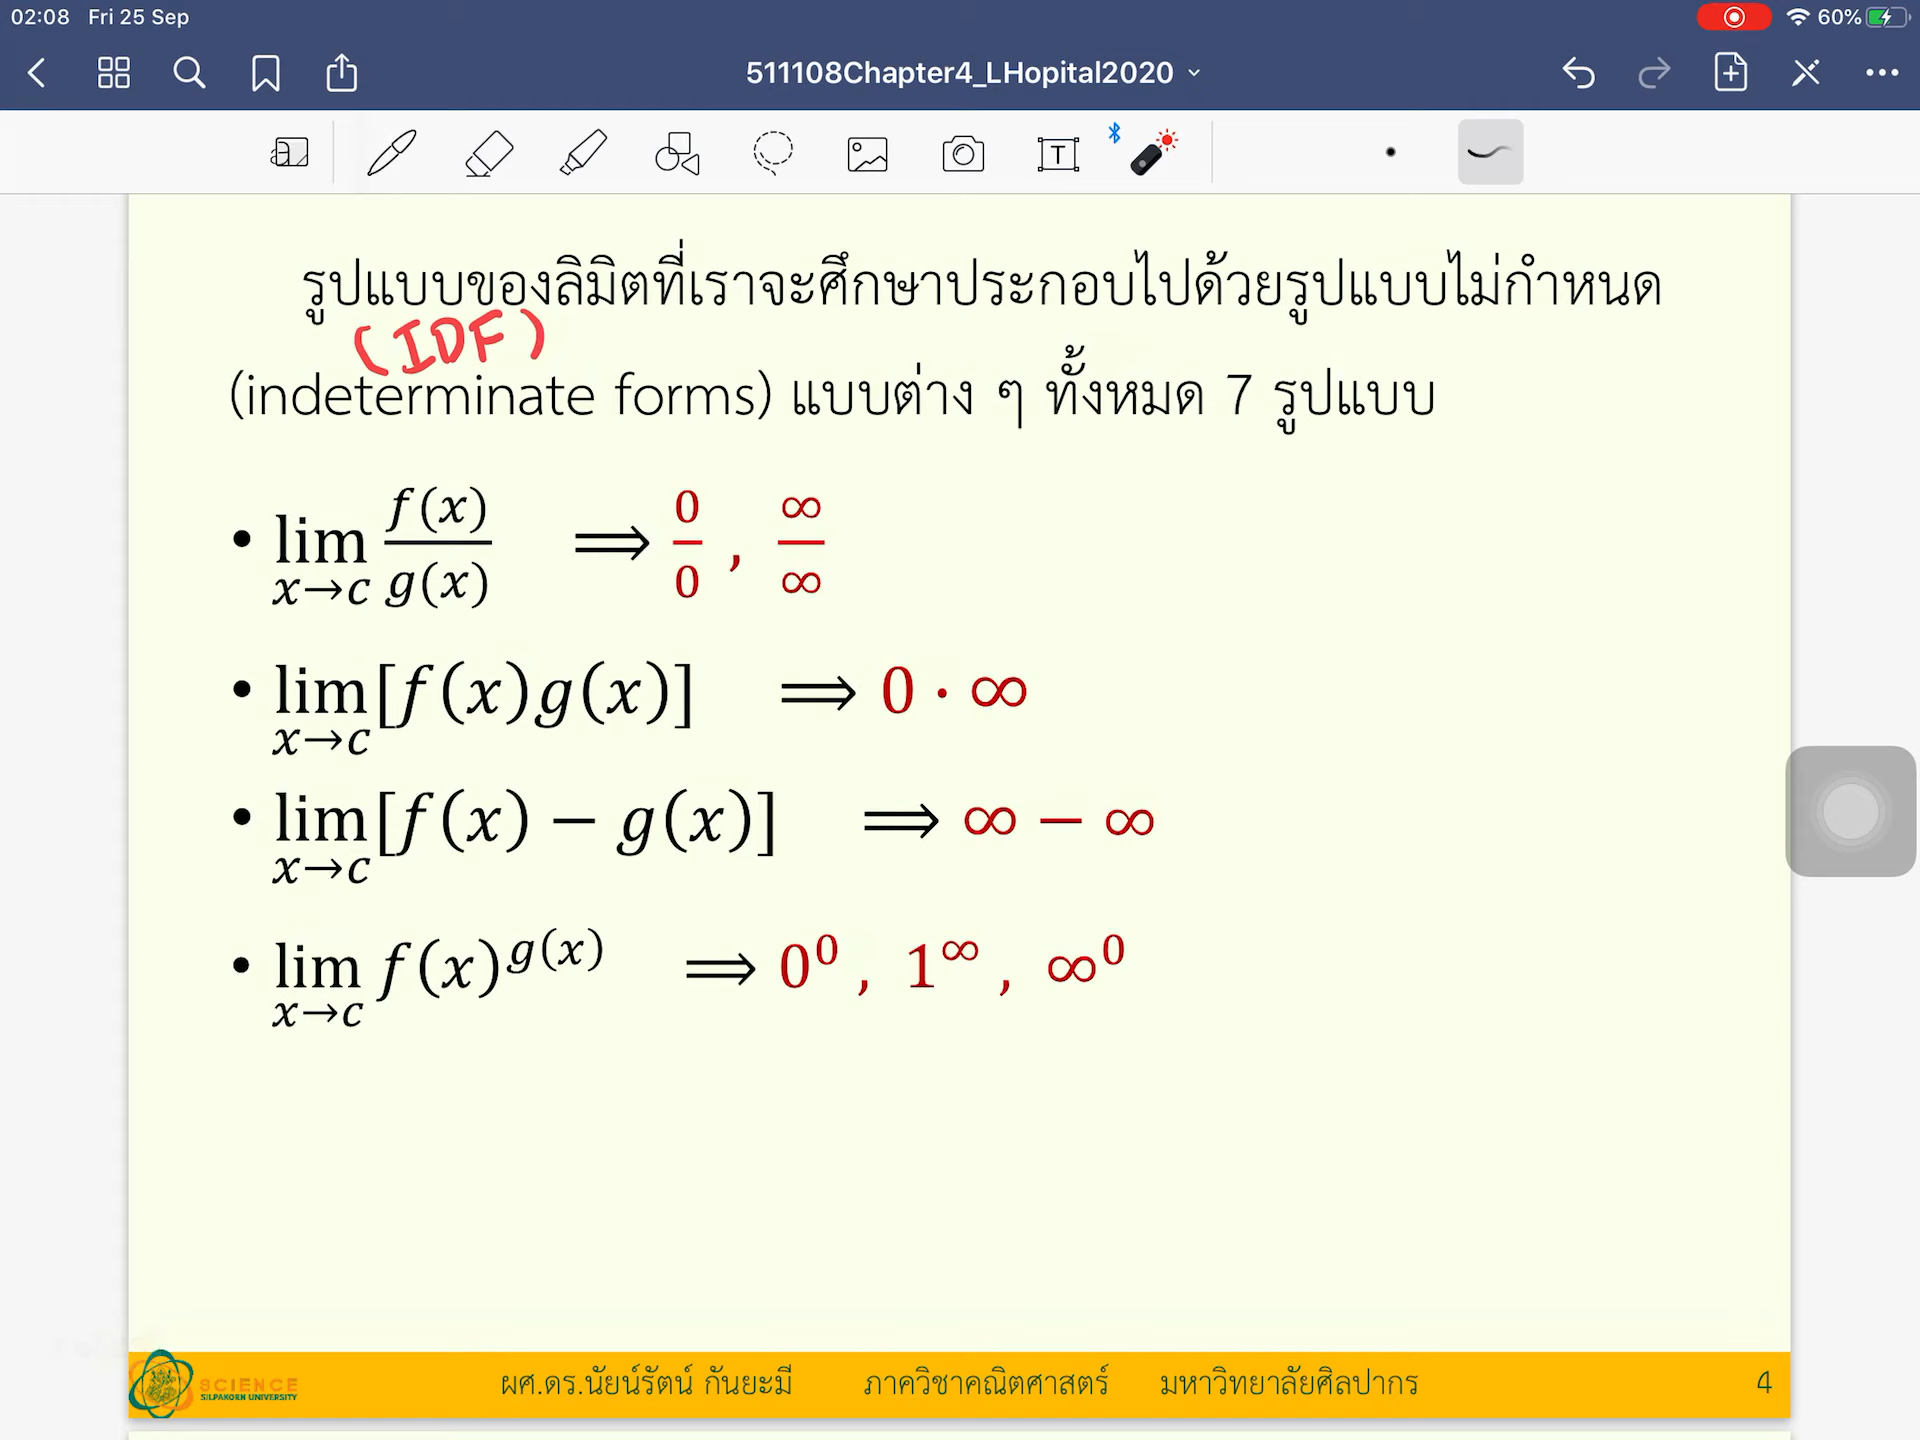 02:08 Fri 25 Sep 60%
511108Chapter4_LHopital2020
รูปแบบของลิมิตที่เราจะศึกษาประกอบไปด้วยรูปแบบไม่กำหนด
(IDF)
(indeterminate forms) แบบต่าง ๆ ทั้งหมด 7 รูปแบบ
• lim x→c f(x)/g(x) ⟹ 0/0 , ∞/∞
• lim x→c [f(x)g(x)] ⟹ 0 · ∞
• lim x→c [f(x) − g(x)] ⟹ ∞ − ∞
• lim x→c f(x)^g(x) ⟹ 0^0 , 1^∞ , ∞^0
SCIENCE
SILPAKORN UNIVERSITY
ผศ.ดร.นัยน์รัตน์ กันยะมี ภาควิชาคณิตศาสตร์ มหาวิทยาลัยศิลปากร 4